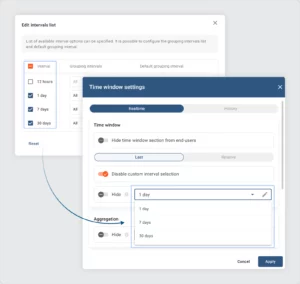 Edit intervals list
List of available interval options can be specified. It is possible to configure the grouping intervals list
and default grouping interval.
Interval Grouping intervals Default grouping interval
12 hours
1 day All
7 days All
30 days All
Reset
Time window settings
Realtime History
Time window
Hide time window section from end users
Last Relative
Disable custom interval selection
Hide 1 day
1 day
7 days
30 days
Aggregation
Hide
Cancel Apply